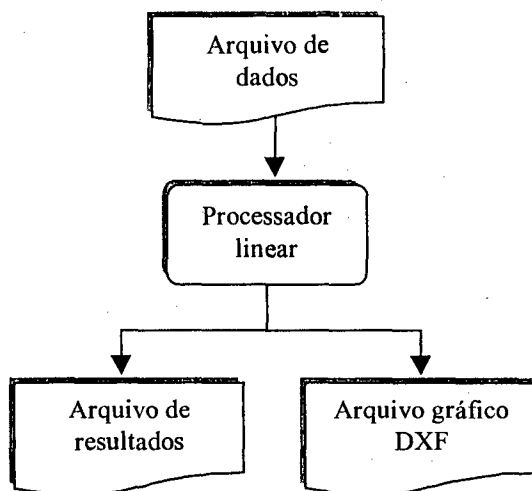 Arquivo de
dados
Processador
linear
Arquivo de
resultados
Arquivo gráfico
DXF